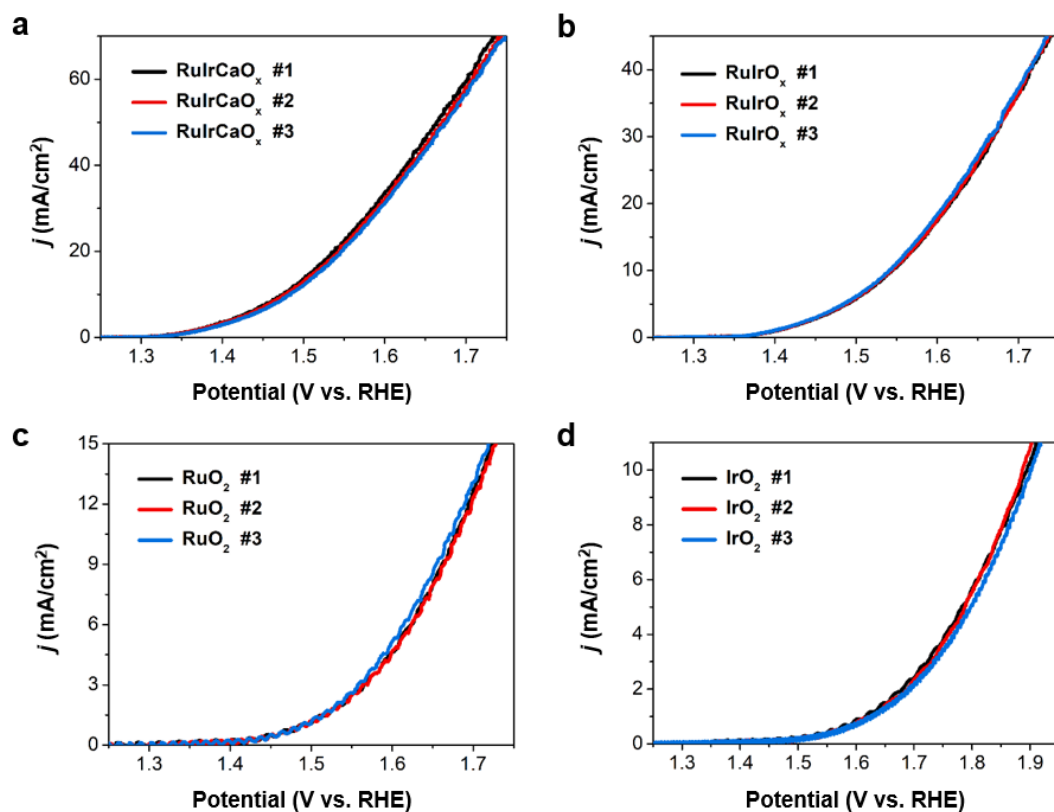 a
RuIrCaOₓ #1
RuIrCaOₓ #2
RuIrCaOₓ #3
j (mA/cm²)
60
40
20
0
1.3 1.4 1.5 1.6 1.7
Potential (V vs. RHE)
b
RuIrOₓ #1
RuIrOₓ #2
RuIrOₓ #3
j (mA/cm²)
40
30
20
10
0
1.3 1.4 1.5 1.6 1.7
Potential (V vs. RHE)
c
RuO₂ #1
RuO₂ #2
RuO₂ #3
j (mA/cm²)
15
12
9
6
3
0
1.3 1.4 1.5 1.6 1.7
Potential (V vs. RHE)
d
IrO₂ #1
IrO₂ #2
IrO₂ #3
j (mA/cm²)
10
8
6
4
2
0
1.3 1.4 1.5 1.6 1.7 1.8 1.9
Potential (V vs. RHE)